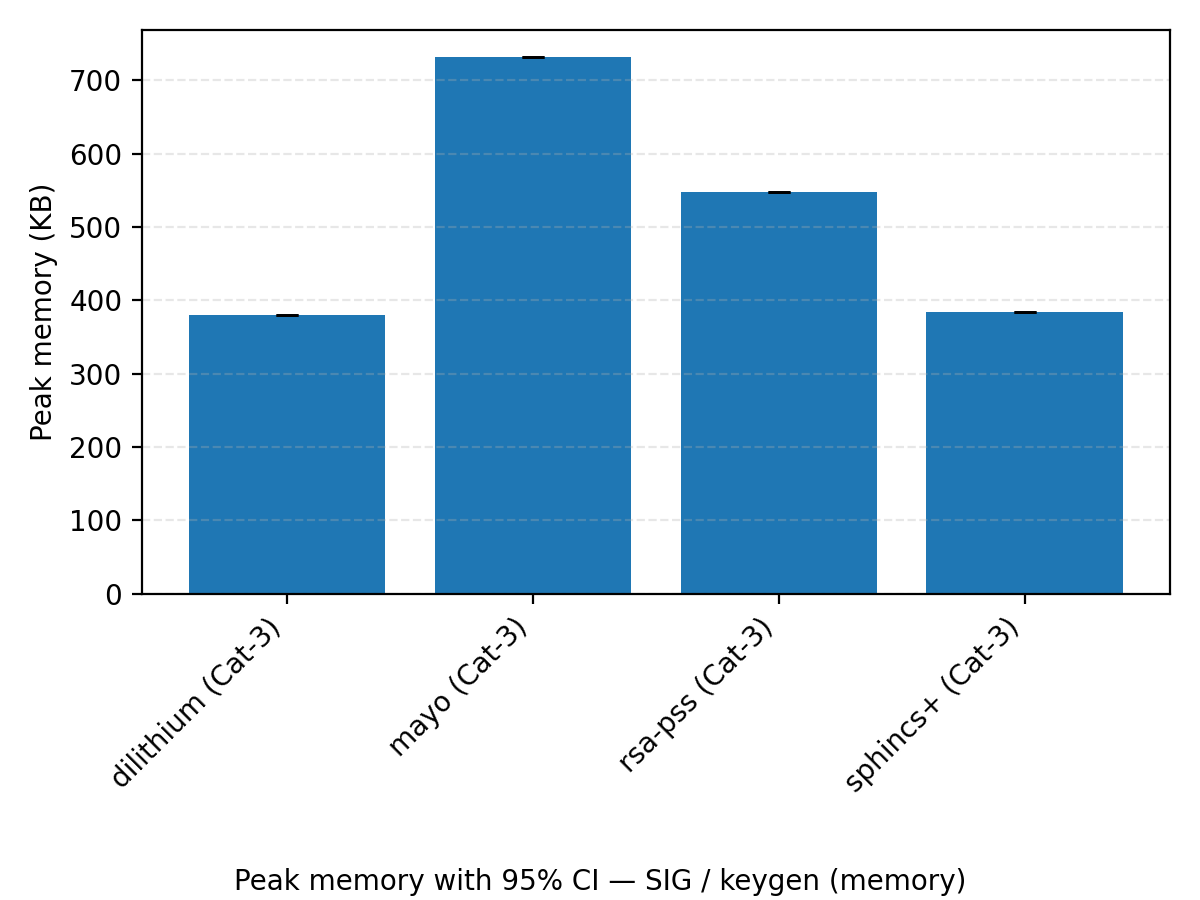 Peak memory (KB)
700
600
500
400
300
200
100
0
dilithium (Cat-3)
mayo (Cat-3)
rsa-pss (Cat-3)
sphincs+ (Cat-3)
Peak memory with 95% CI — SIG / keygen (memory)